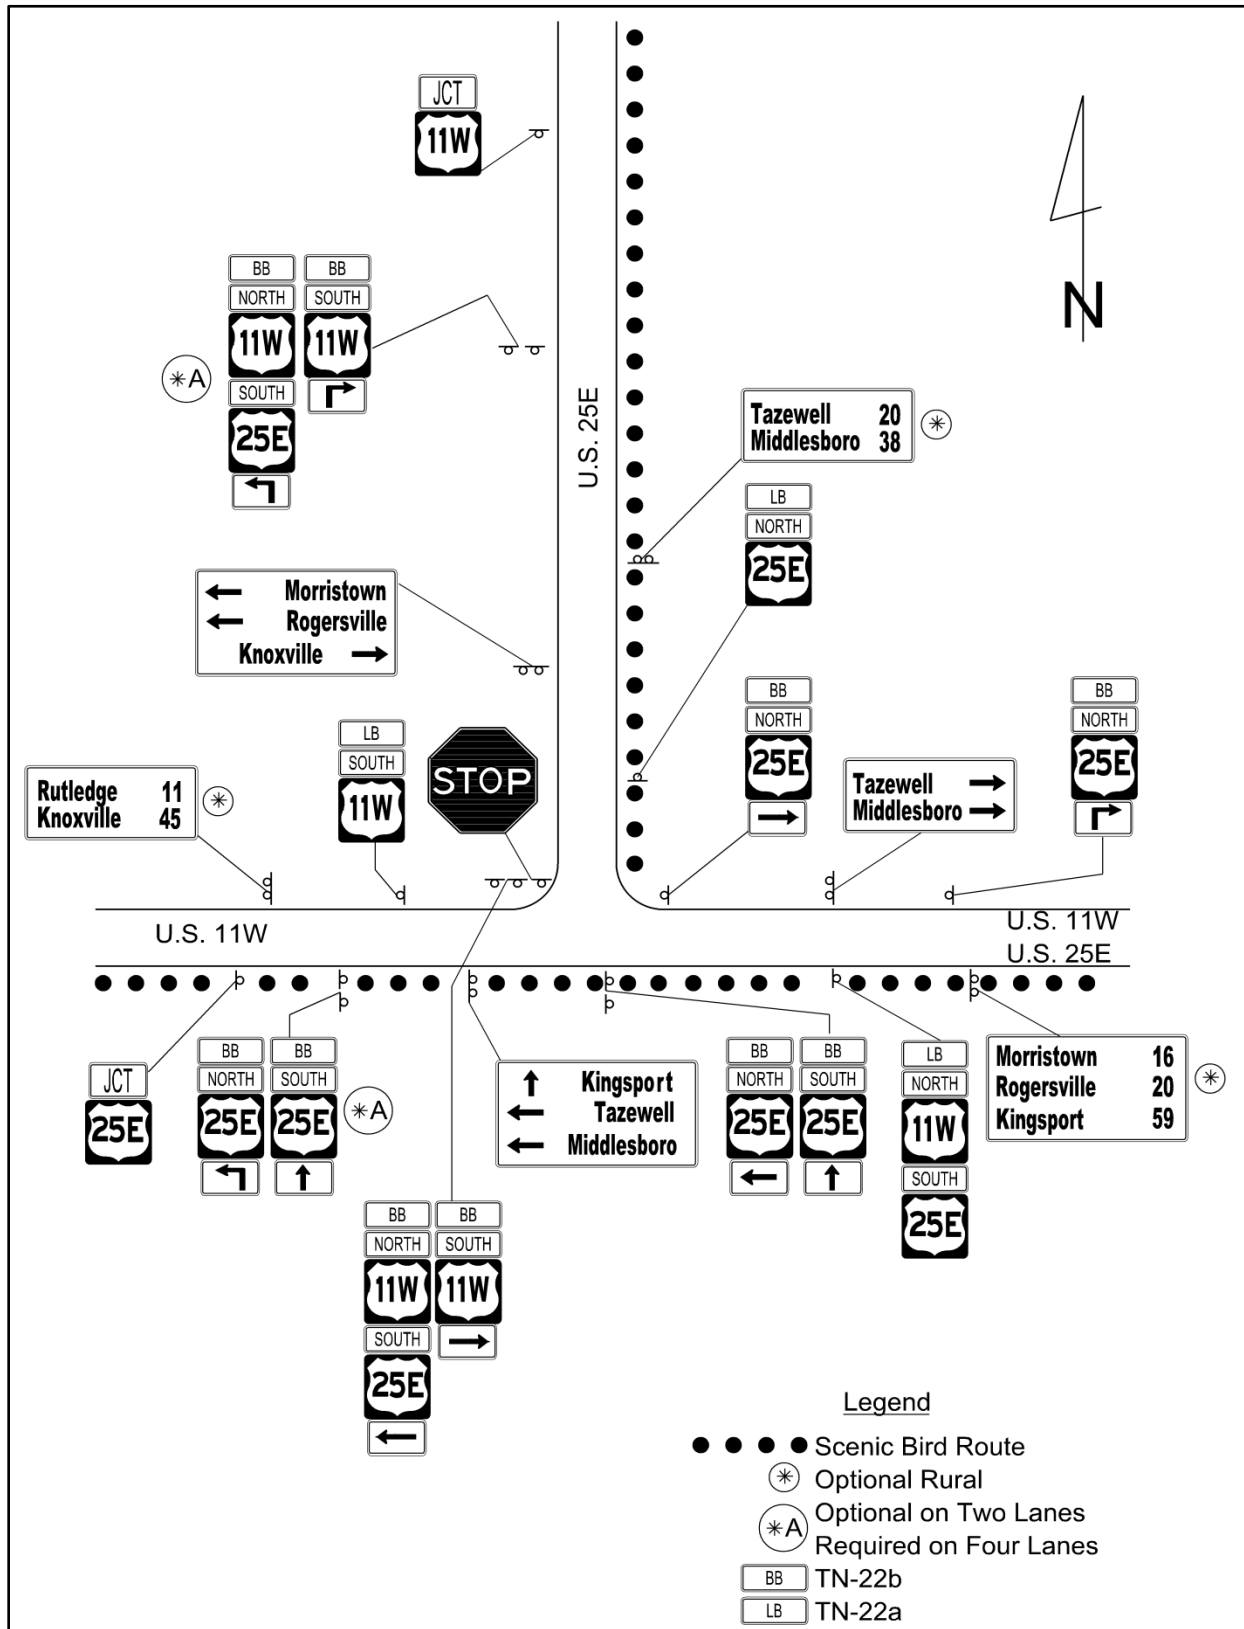 JCT
11W
BB
NORTH
11W
SOUTH
25E
BB
SOUTH
11W
*A
U.S. 25E
N
Tazewell 20
Middlesboro 38
*
LB
NORTH
25E
Morristown
Rogersville
Knoxville
Rutledge 11
Knoxville 45
*
LB
SOUTH
11W
STOP
BB
NORTH
25E
Tazewell
Middlesboro
BB
NORTH
25E
U.S. 11W
U.S. 11W
U.S. 25E
JCT
25E
BB
NORTH
25E
BB
SOUTH
25E
*A
Kingsport
Tazewell
Middlesboro
BB
NORTH
25E
BB
SOUTH
25E
LB
NORTH
11W
SOUTH
25E
Morristown 16
Rogersville 20
Kingsport 59
*
BB
NORTH
11W
SOUTH
25E
BB
SOUTH
11W
Legend
Scenic Bird Route
* Optional Rural
*A Optional on Two Lanes
Required on Four Lanes
BB TN-22b
LB TN-22a